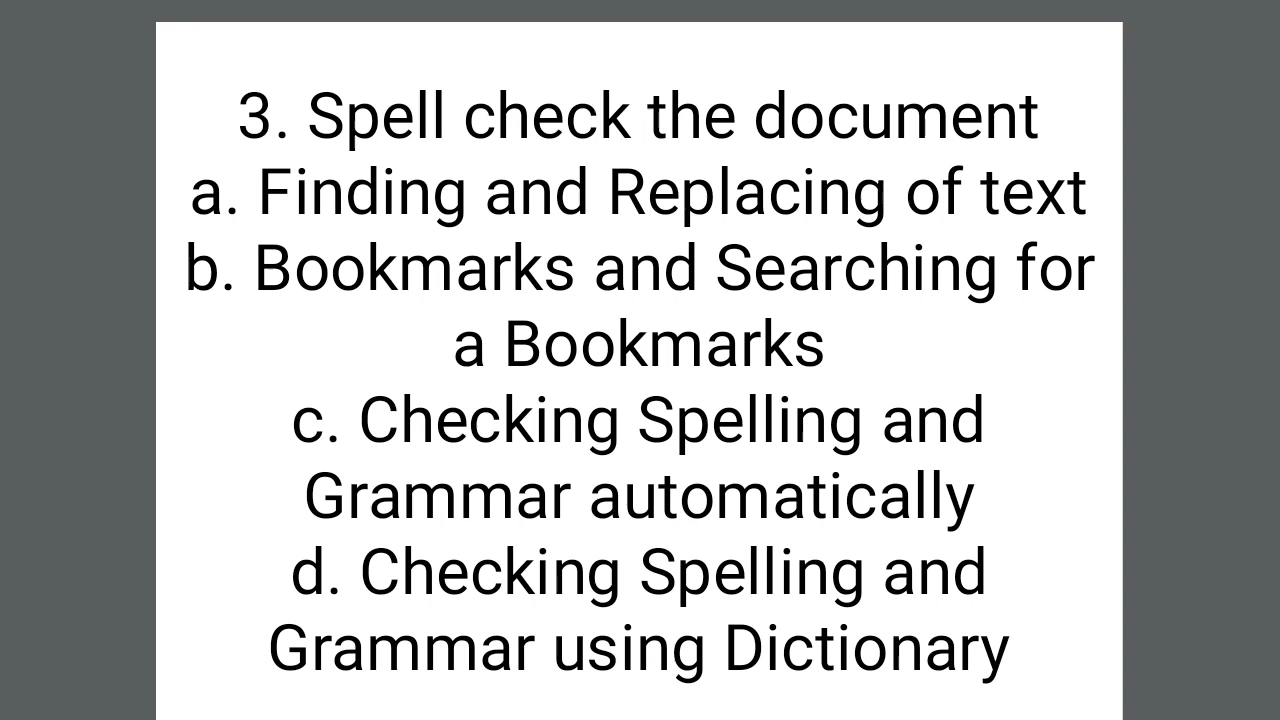 3. Spell check the document
a. Finding and Replacing of text
b. Bookmarks and Searching for
a Bookmarks
c. Checking Spelling and
Grammar automatically
d. Checking Spelling and
Grammar using Dictionary